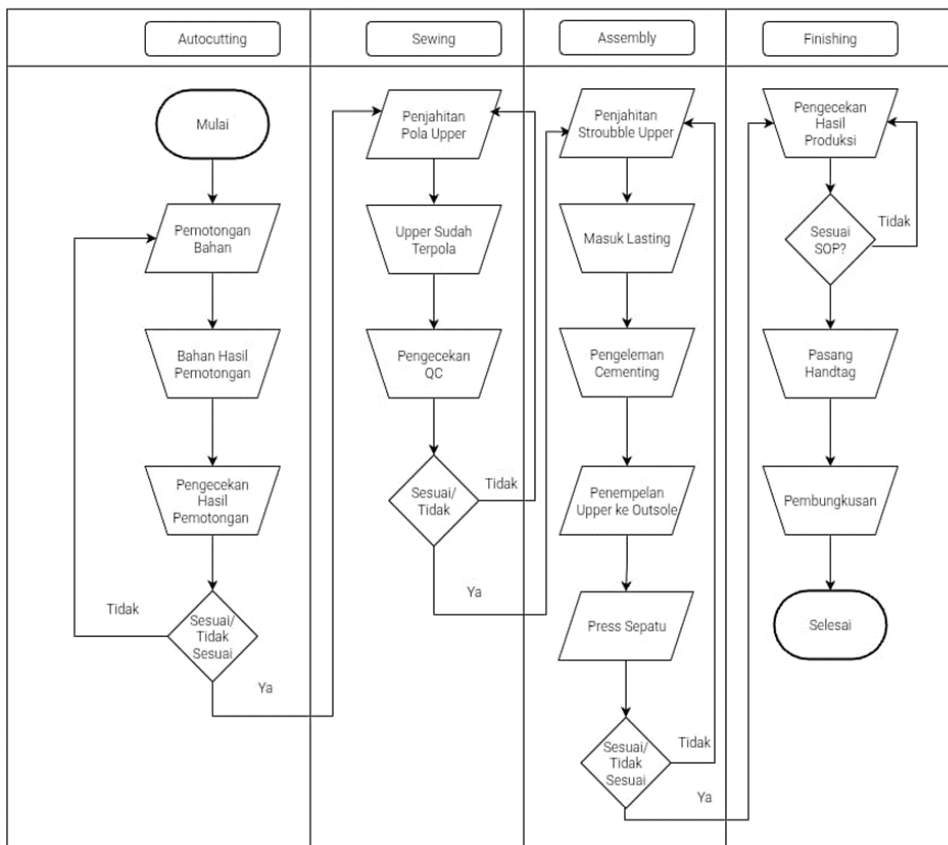 Autocutting
Sewing
Assembly
Finishing
Mulai
Pemotongan
Bahan
Bahan Hasil
Pemotongan
Pengecekan
Hasil
Pemotongan
Sesuai/
Tidak
Sesuai
Tidak
Ya
Penjahitan
Pola Upper
Upper Sudah
Terpola
Pengecekan
QC
Sesuai/
Tidak
Tidak
Ya
Penjahitan
Stroubble Upper
Masuk Lasting
Pengeleman
Cementing
Penempelan
Upper ke Outsole
Press Sepatu
Sesuai/
Tidak
Sesuai
Tidak
Ya
Pengecekan
Hasil
Produksi
Sesuai
SOP?
Tidak
Pasang
Handtag
Pembungkusan
Selesai